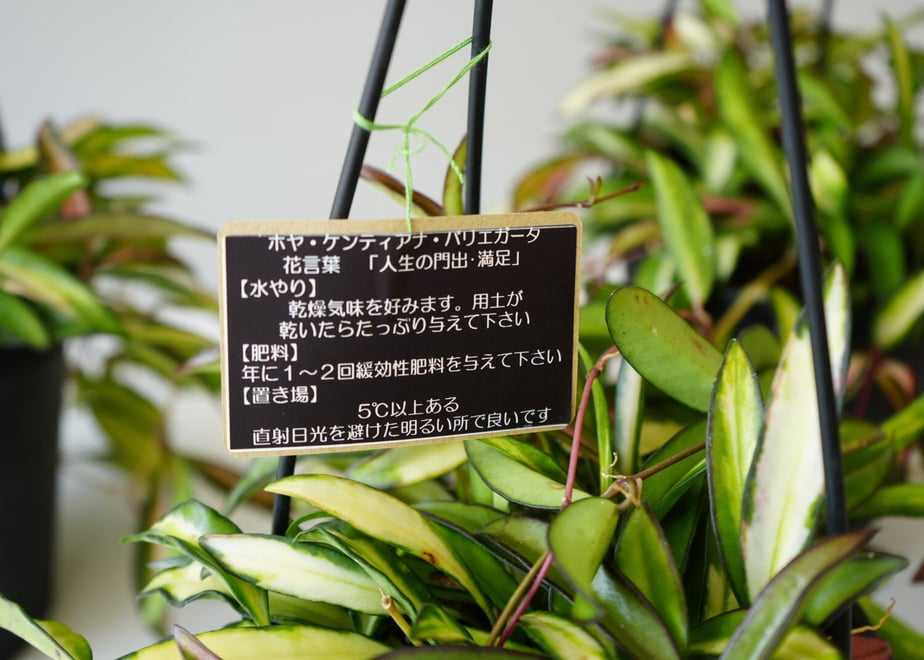 ホヤ・ケンティアナ・バリエガータ
花言葉 「人生の門出・満足」
【水やり】
乾燥気味を好みます。用土が
乾いたらたっぷり与えて下さい
【肥料】
年に１～２回緩効性肥料を与えて下さい
【置き場】
5℃以上ある
直射日光を避けた明るい所で良いです